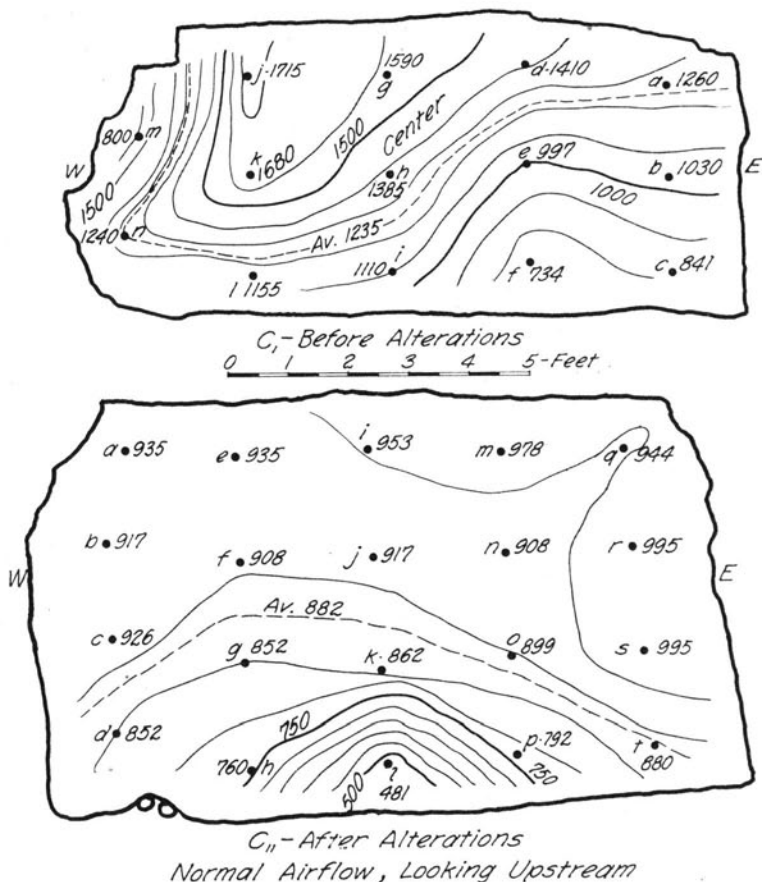 j·1715
1590
g
d·1410
a 1260
800 m
1500
Center
k
1680
h
1385
e 997
b 1030
W
E
1500
1000
1240 n
Av. 1235
i
1110
l 1155
f 734
c 841
C₁-Before Alterations
0 1 2 3 4 5-Feet
a 935
e 935
i
953
m 978
q 944
b 917
f 908
j 917
n 908
r 995
W
E
Av. 882
c 926
g 852
k·862
o
899
s 995
d 852
750
p·792
750
t
880
760 h
500
l
481
C₁₁-After Alterations
Normal Airflow, Looking Upstream